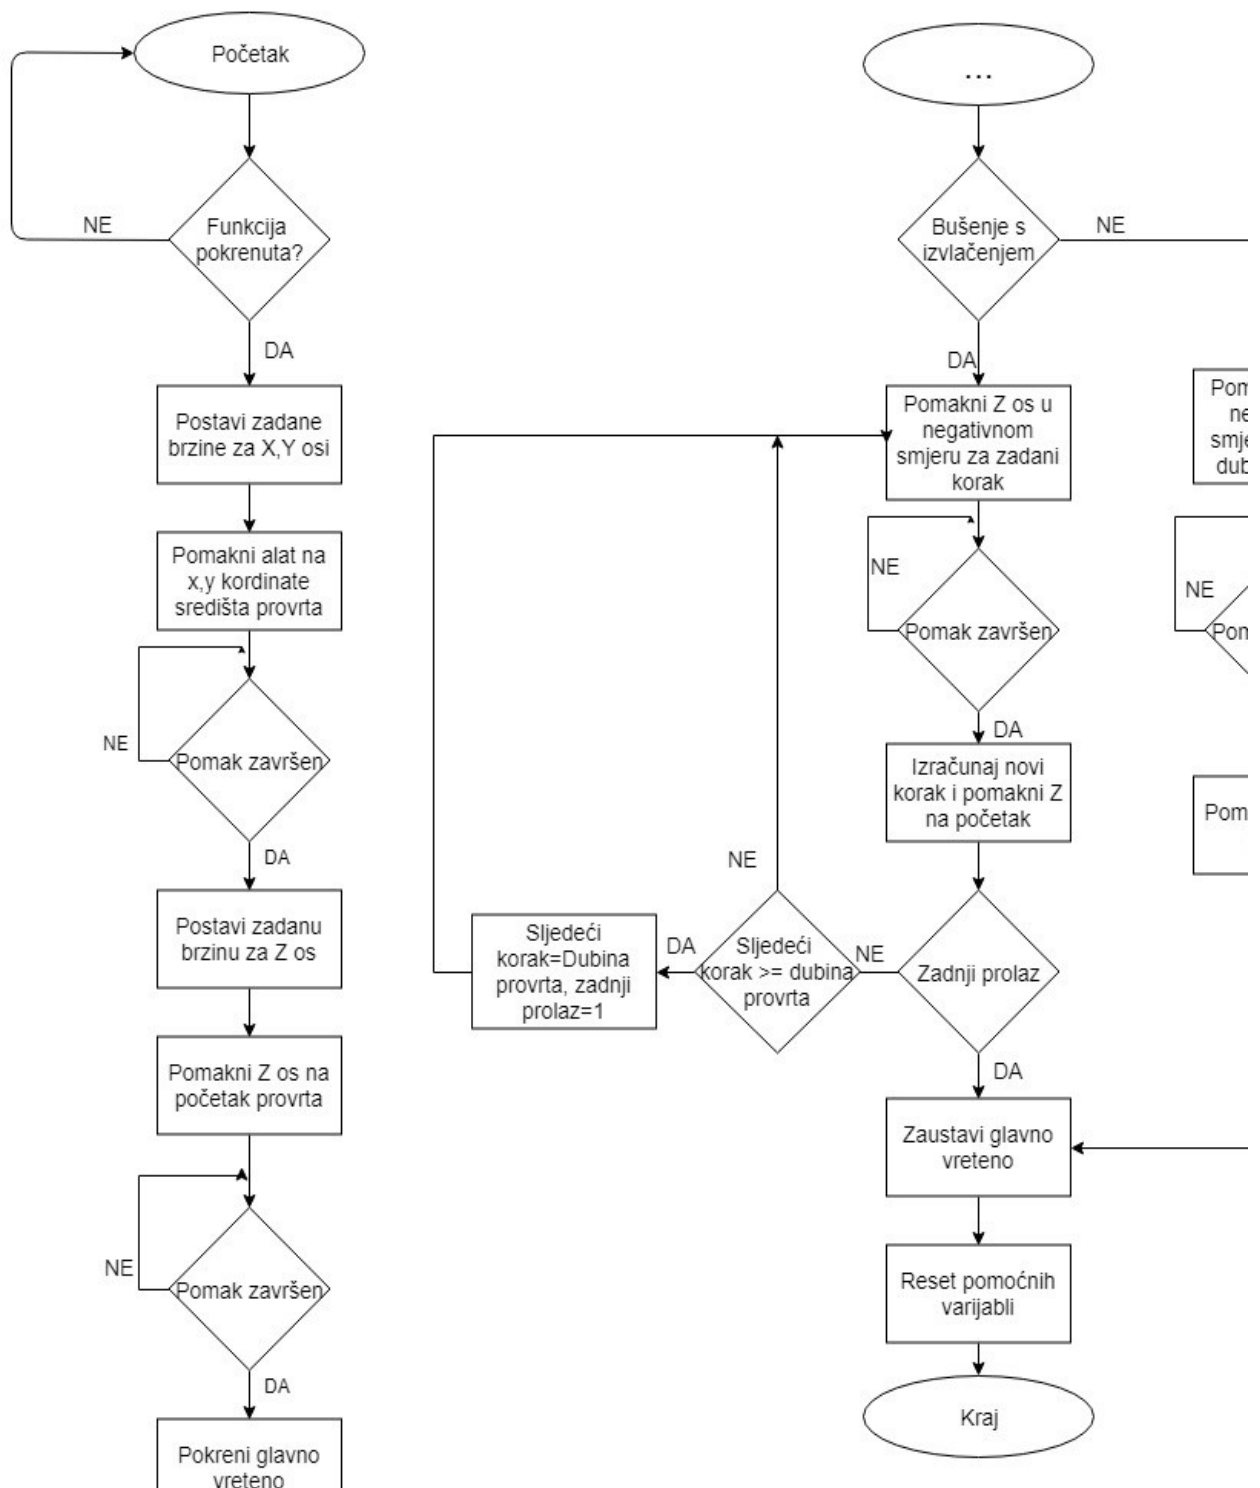 Početak
NE
Funkcija
pokrenuta?
DA
Postavi zadane
brzine za X,Y osi
Pomakni alat na
x,y kordinate
središta provrta
NE
Pomak završen
DA
Postavi zadanu
brzinu za Z os
Pomakni Z os na
početak provrta
NE
Pomak završen
DA
Pokreni glavno
vreteno
...
Bušenje s
izvlačenjem
NE
DA
Pomakni Z os u
negativnom
smjeru za zadani
korak
NE
Pomak završen
DA
Izračunaj novi
korak i pomakni Z
na početak
Zadnji prolaz
NE
Sljedeći
korak >= dubina
provrta
NE
DA
Sljedeći
korak=Dubina
provrta, zadnji
prolaz=1
DA
Zaustavi glavno
vreteno
Reset pomoćnih
varijabli
Kraj
NE